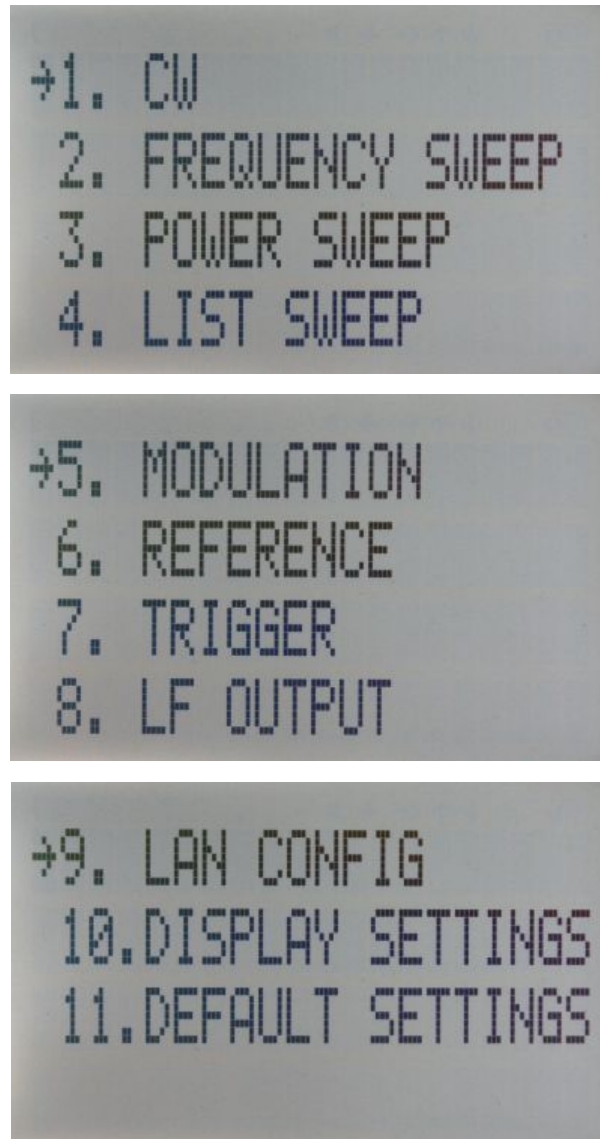 →1. CW
2. FREQUENCY SWEEP
3. POWER SWEEP
4. LIST SWEEP
→5. MODULATION
6. REFERENCE
7. TRIGGER
8. LF OUTPUT
→9. LAN CONFIG
10.DISPLAY SETTINGS
11.DEFAULT SETTINGS